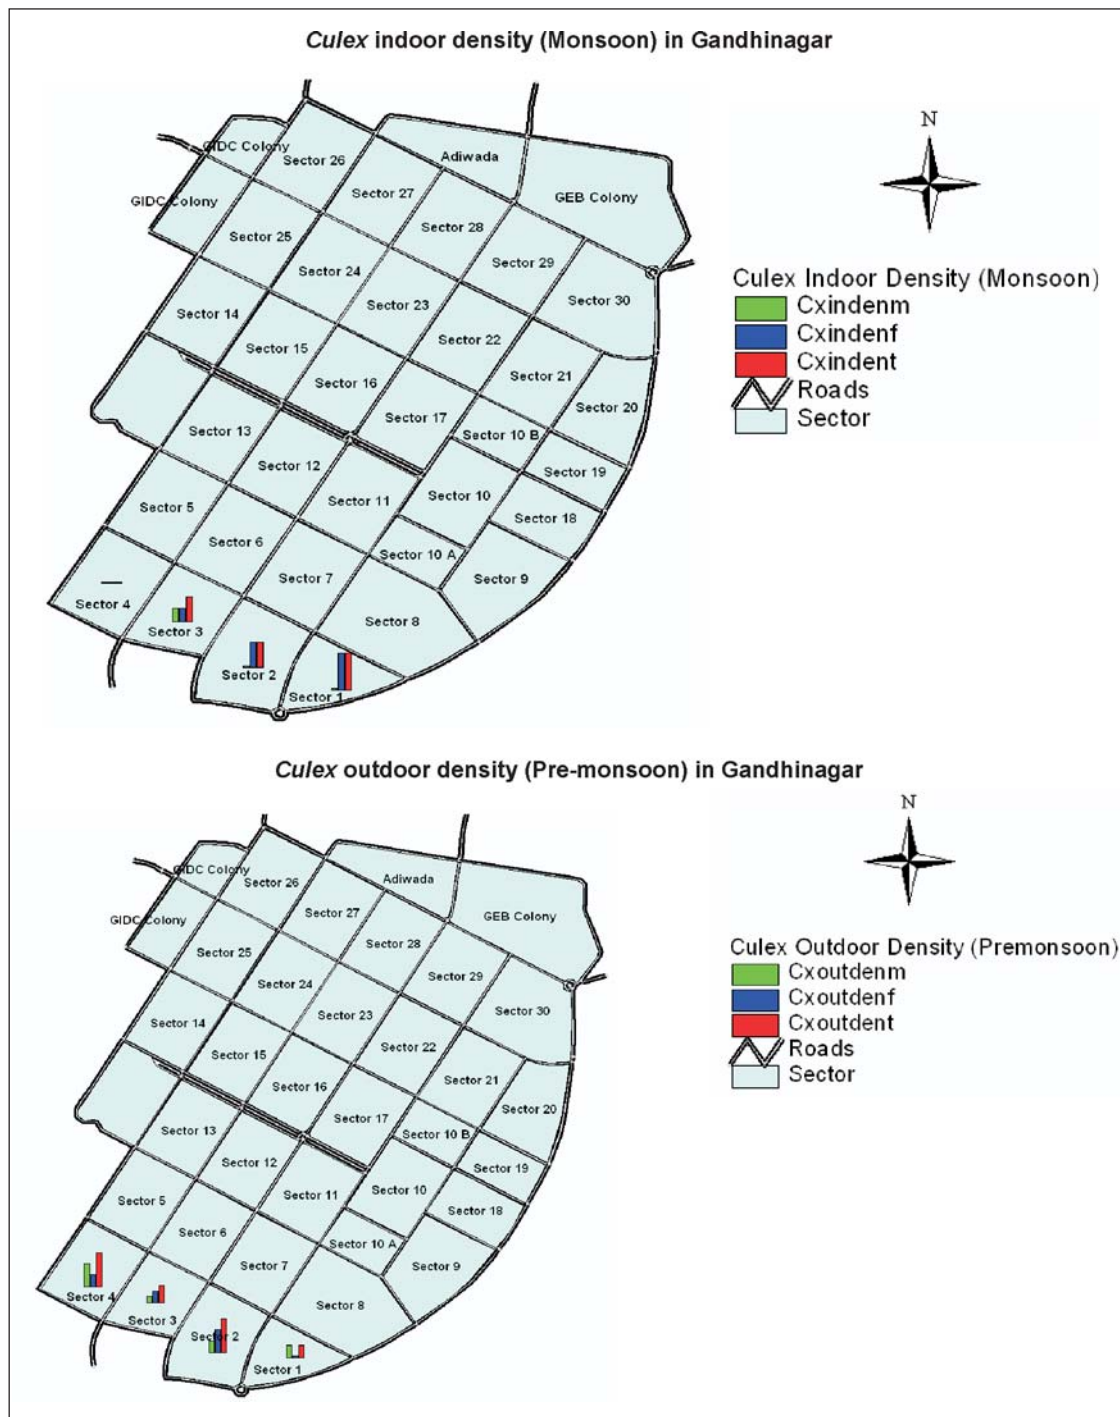 Culex indoor density (Monsoon) in Gandhinagar
N
GIDC Colony
Sector 26
Adiwada
GIDC Colony
Sector 27
GEB Colony
Sector 25
Sector 28
Sector 29
Sector 24
Sector 30
Sector 14
Sector 23
Sector 22
Sector 15
Sector 16
Sector 21
Sector 20
Sector 17
Sector 13
Sector 10 B
Sector 12
Sector 19
Sector 11
Sector 10
Sector 18
Sector 5
Sector 6
Sector 10 A
Sector 7
Sector 9
Sector 4
Sector 3
Sector 8
Sector 2
Sector 1
Culex Indoor Density (Monsoon)
Cxindenm
Cxindenf
Cxindent
Roads
Sector
Culex outdoor density (Pre-monsoon) in Gandhinagar
N
GIDC Colony
Sector 26
Adiwada
GIDC Colony
Sector 27
GEB Colony
Sector 25
Sector 28
Sector 29
Sector 24
Sector 30
Sector 14
Sector 23
Sector 22
Sector 15
Sector 16
Sector 21
Sector 20
Sector 17
Sector 13
Sector 10 B
Sector 12
Sector 19
Sector 11
Sector 10
Sector 18
Sector 5
Sector 6
Sector 10 A
Sector 7
Sector 9
Sector 4
Sector 3
Sector 8
Sector 2
Sector 1
Culex Outdoor Density (Premonsoon)
Cxoutdenm
Cxoutdenf
Cxoutdent
Roads
Sector